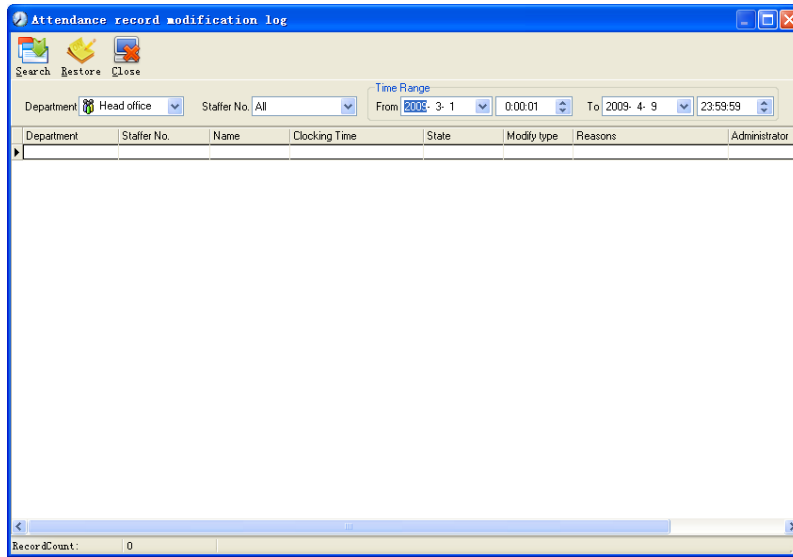 Attendance record modification log
Search Restore Close
Time Range
Department Head office Staffer No. All From 2009- 3- 1 0:00:01 To 2009- 4- 9 23:59:59
Department Staffer No. Name Clocking Time State Modify type Reasons Administrator
RecordCount: 0